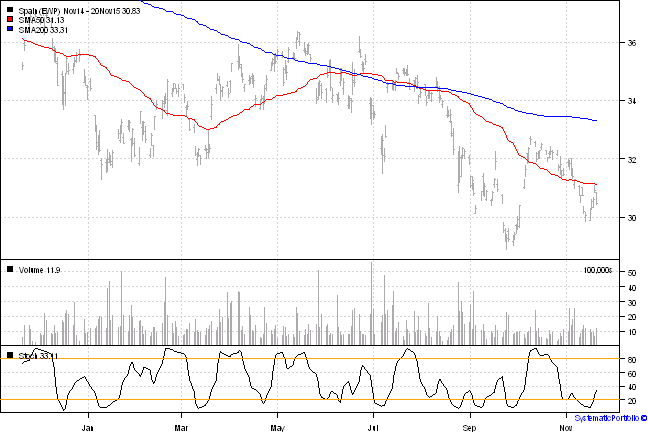 Spain (EWP) Nov14 - 20Nov15 30.83
SMA50 31.13
SMA200 33.31
36
34
32
30
Volume 11.9
100,000s
50
40
30
20
10
Stoch 33.41
80
60
40
20
Jan Mar May Jul Sep Nov
SystematicPortfolio ©